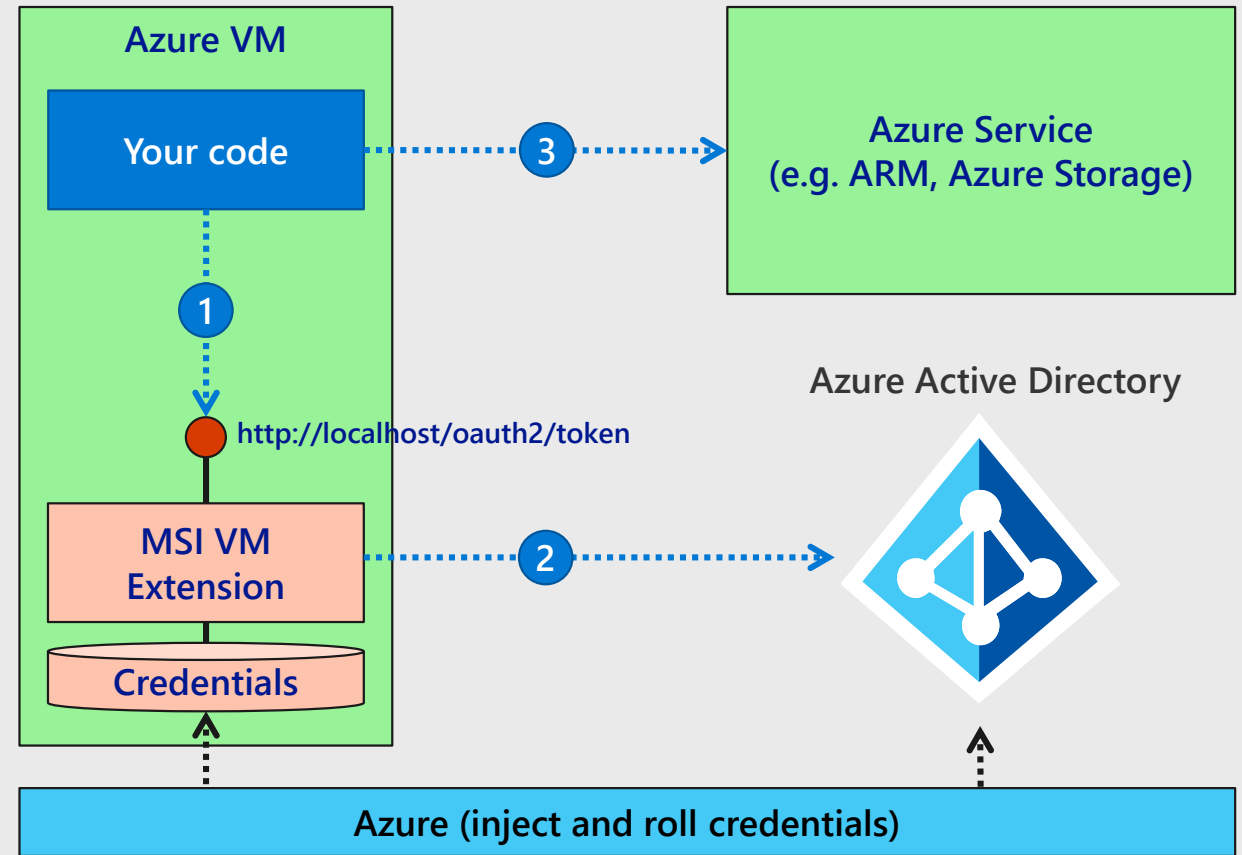 Azure VM
Your code
3
Azure Service
(e.g. ARM, Azure Storage)
1
http://localhost/oauth2/token
Azure Active Directory
MSI VM
Extension
2
Credentials
Azure (inject and roll credentials)